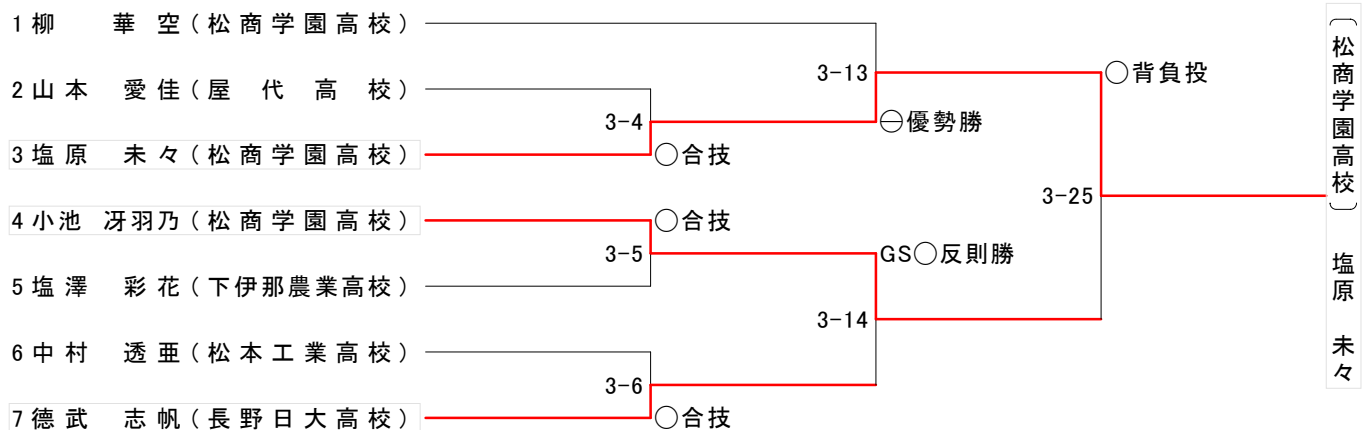 1 柳 華空(松商学園高校)
2 山本 愛佳(屋代高校)
3 塩原 未々(松商学園高校)
4 小池 冴羽乃(松商学園高校)
5 塩澤 彩花(下伊那農業高校)
6 中村 透亜(松本工業高校)
7 德武 志帆(長野日大高校)
3-4
○合技
○合技
3-5
3-6
○合技
3-13
⊖優勢勝
GS○反則勝
3-14
○背負投
3-25
(松商学園高校) 塩原 未々